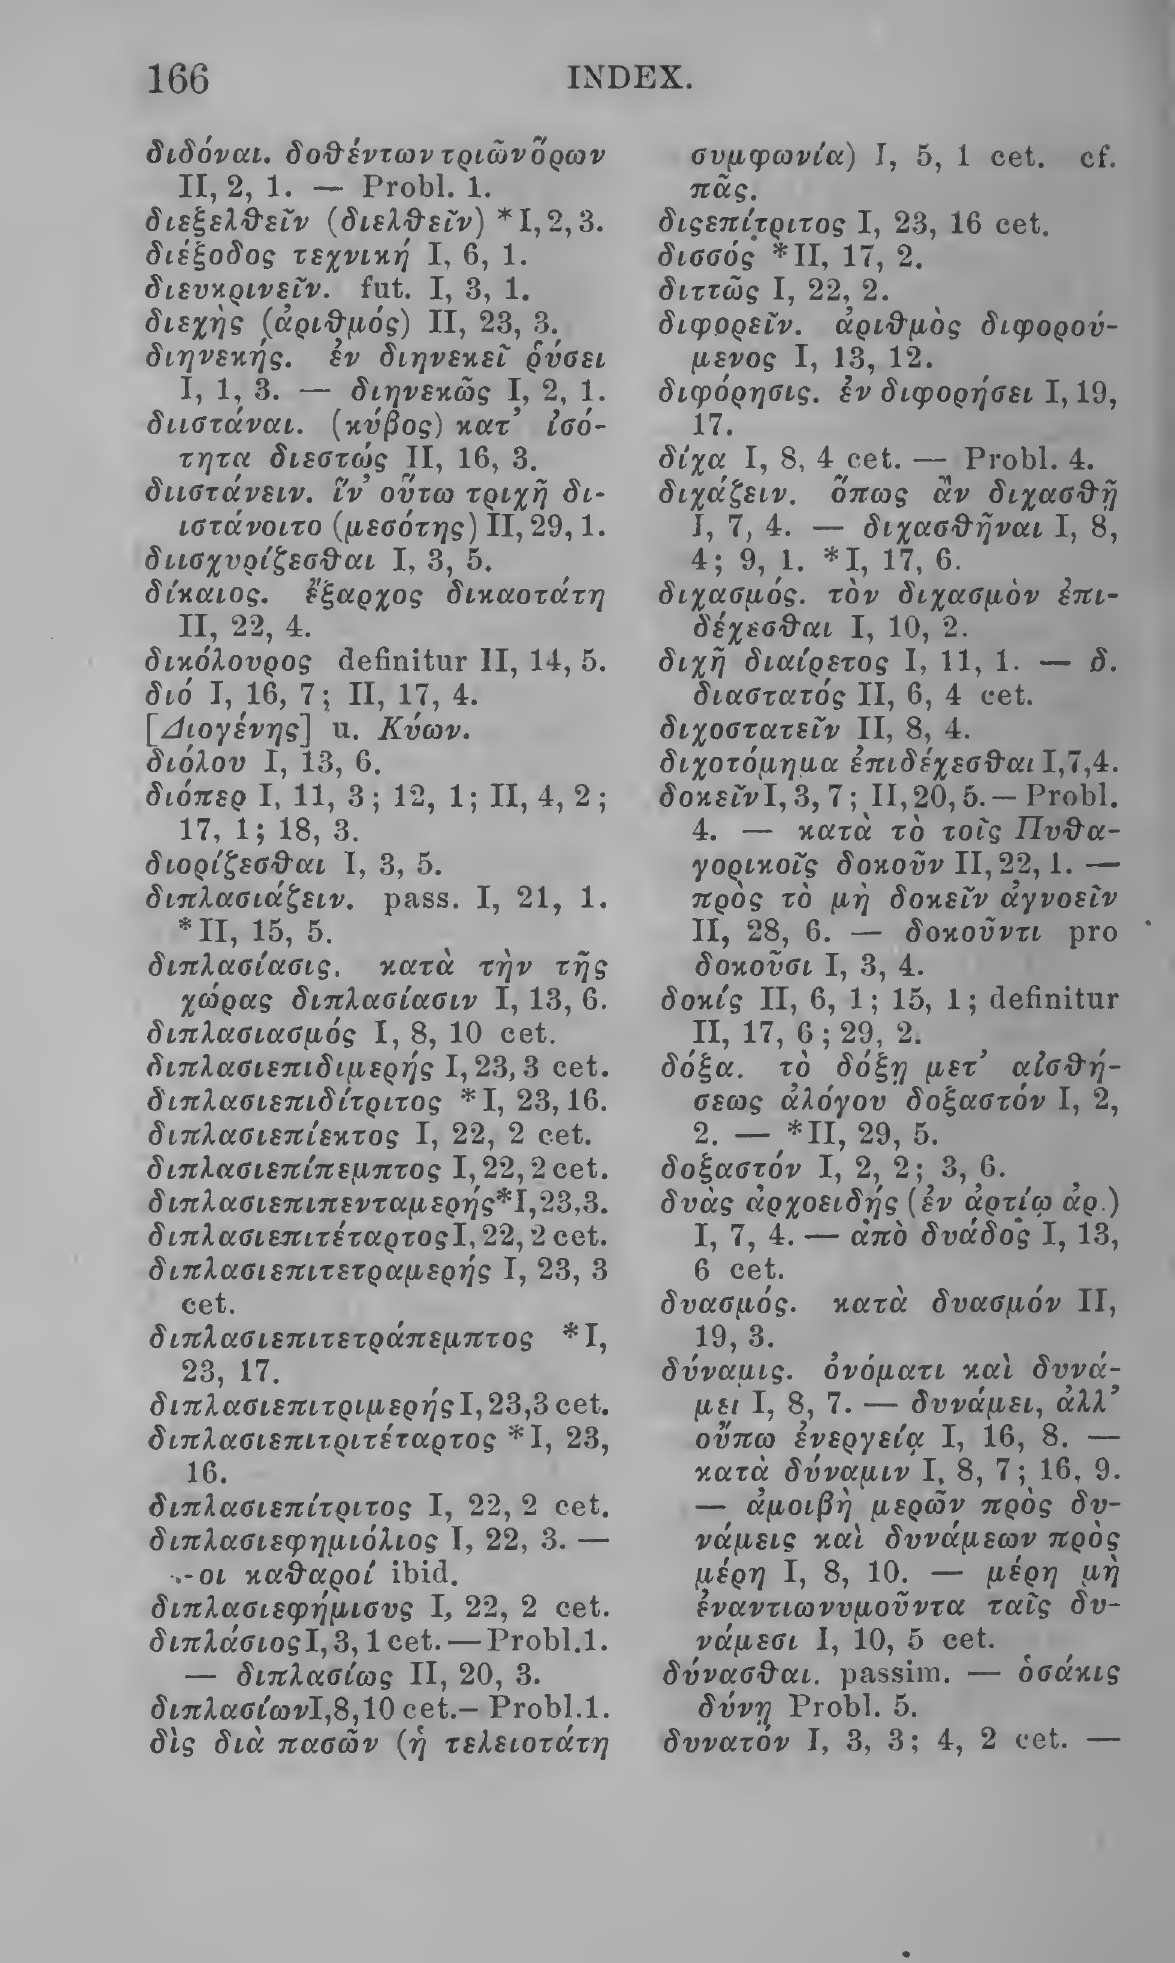 166 INDEX.
διδόναι. δοθέντων τριῶν ὅρων
II, 2, 1. — Probl. 1.
διεξελθεῖν (διελθεῖν) *I, 2, 3.
διέξοδος τεχνική I, 6, 1.
διευκρινεῖν. fut. I, 3, 1.
διεχὴς (ἀριθμός) II, 23, 3.
διηνεκής. ἐν διηνεκεῖ ῥύσει
I, 1, 3. — διηνεκῶς I, 2, 1.
διιστάναι. (κύβος) κατ’ ἰσό-
τητα διεστώς II, 16, 3.
διιστάνειν. ἵν’ οὕτω τριχῆ δι-
ιστάνοιτο (μεσότης) II, 29, 1.
διισχυρίζεσθαι I, 3, 5.
δίκαιος. ἔξαρχος δικαοτάτη
II, 22, 4.
δικόλουρος definitur II, 14, 5.
διό I, 16, 7; II, 17, 4.
[Διογένης] u. Κύων.
διόλου I, 13, 6.
διόπερ I, 11, 3; 12, 1; II, 4, 2;
17, 1; 18, 3.
διορίζεσθαι I, 3, 5.
διπλασιάζειν. pass. I, 21, 1.
*II, 15, 5.
διπλασίασις. κατὰ τὴν τῆς
χώρας διπλασίασιν I, 13, 6.
διπλασιασμός I, 8, 10 cet.
διπλασιεπιδιμερής I, 23, 3 cet.
διπλασιεπιδίτριτος *I, 23, 16.
διπλασιεπίεκτος I, 22, 2 cet.
διπλασιεπίπεμπτος I, 22, 2 cet.
διπλασιεπιπενταμερής *I, 23, 3.
διπλασιεπιτέταρτος I, 22, 2 cet.
διπλασιεπιτετραμερής I, 23, 3
cet.
διπλασιεπιτετράπεμπτος *I,
23, 17.
διπλασιεπιτριμερής I, 23, 3 cet.
διπλασιεπιτριτέταρτος *I, 23,
16.
διπλασιεπίτριτος I, 22, 2 cet.
διπλασιεφημιόλιος I, 22, 3. —
-οι καθαροί ibid.
διπλασιεφήμισυς I, 22, 2 cet.
διπλάσιος I, 3, 1 cet. — Probl. 1.
— διπλασίως II, 20, 3.
διπλασίων I, 8, 10 cet. — Probl. 1.
δὶς διὰ πασῶν (ἡ τελειοτάτη
συμφωνία) I, 5, 1 cet. cf.
πᾶς.
διςεπίτριτος I, 23, 16 cet.
δισσός *II, 17, 2.
διττῶς I, 22, 2.
διφορεῖν. ἀριθμὸς διφορού-
μενος I, 13, 12.
διφόρησις. ἐν διφορήσει I, 19,
17.
δίχα I, 8, 4 cet. — Probl. 4.
διχάζειν. ὅπως ἂν διχασθῇ
I, 7, 4. — διχασθῆναι I, 8,
4; 9, 1. *I, 17, 6.
διχασμός. τὸν διχασμὸν ἐπι-
δέχεσθαι I, 10, 2.
διχῆ διαίρετος I, 11, 1. — δ.
διαστατός II, 6, 4 cet.
διχοστατεῖν II, 8, 4.
διχοτόμημα ἐπιδέχεσθαι I, 7, 4.
δοκεῖν I, 3, 7; II, 20, 5. — Probl.
4. — κατὰ τὸ τοῖς Πυθα-
γορικοῖς δοκοῦν II, 22, 1. —
πρὸς τὸ μὴ δοκεῖν ἀγνοεῖν
II, 28, 6. — δοκοῦντι pro
δοκοῦσι I, 3, 4.
δοκίς II, 6, 1; 15, 1; definitur
II, 17, 6; 29, 2.
δόξα. τὸ δόξῃ μετ’ αἰσθή-
σεως ἀλόγου δοξαστόν I, 2,
2. — *II, 29, 5.
δοξαστόν I, 2, 2; 3, 6.
δυὰς ἀρχοειδής (ἐν ἀρτίῳ ἀρ.)
I, 7, 4. — ἀπὸ δυάδος I, 13,
6 cet.
δυασμός. κατὰ δυασμόν II,
19, 3.
δύναμις. ὀνόματι καὶ δυνά-
μει I, 8, 7. — δυνάμει, ἀλλ’
οὔπω ἐνεργείᾳ I, 16, 8. —
κατὰ δύναμιν I, 8, 7; 16, 9.
— ἀμοιβὴ μερῶν πρὸς δυ-
νάμεις καὶ δυνάμεων πρὸς
μέρη I, 8, 10. — μέρη μὴ
ἐναντιωνυμοῦντα ταῖς δυ-
νάμεσι I, 10, 5 cet.
δύνασθαι. passim. — ὁσάκις
δύνῃ Probl. 5.
δυνατόν I, 3, 3; 4, 2 cet. —